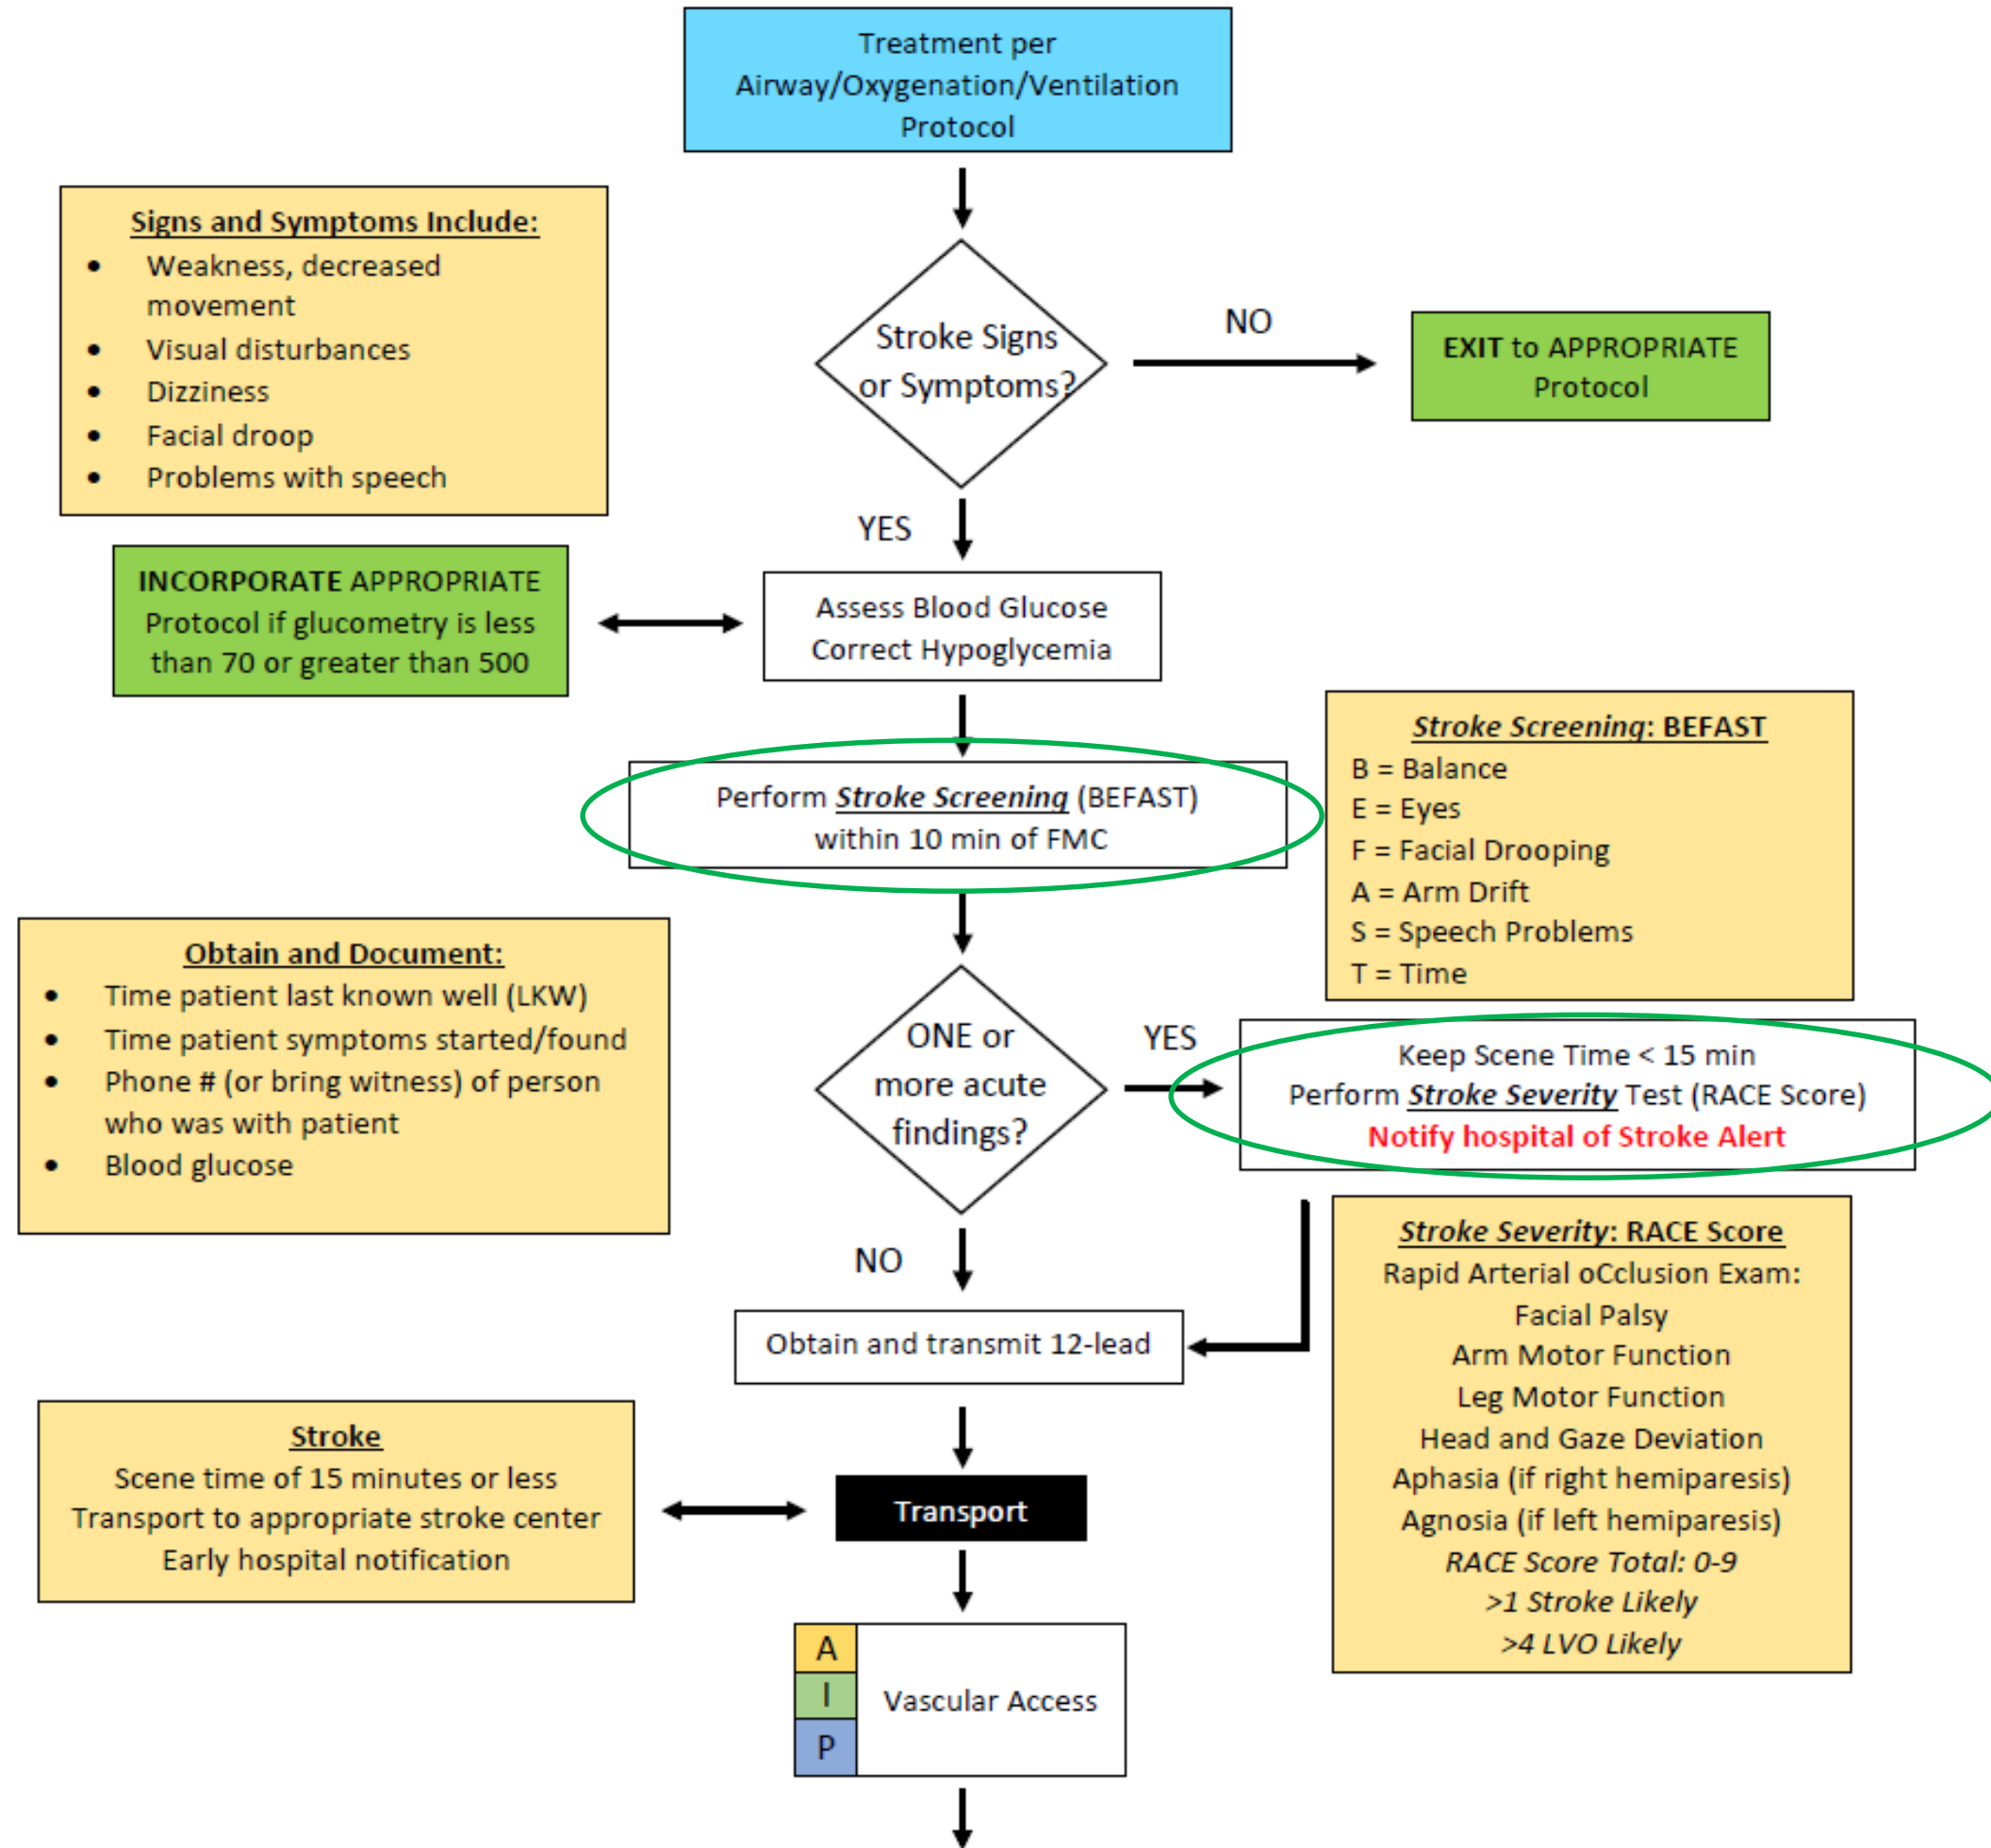 Treatment per
Airway/Oxygenation/Ventilation
Protocol
Signs and Symptoms Include:
• Weakness, decreased
movement
• Visual disturbances
• Dizziness
• Facial droop
• Problems with speech
Stroke Signs
or Symptoms?
NO
EXIT to APPROPRIATE
Protocol
YES
INCORPORATE APPROPRIATE
Protocol if glucometry is less
than 70 or greater than 500
Assess Blood Glucose
Correct Hypoglycemia
Perform Stroke Screening (BEFAST)
within 10 min of FMC
Stroke Screening: BEFAST
B = Balance
E = Eyes
F = Facial Drooping
A = Arm Drift
S = Speech Problems
T = Time
Obtain and Document:
• Time patient last known well (LKW)
• Time patient symptoms started/found
• Phone # (or bring witness) of person
who was with patient
• Blood glucose
ONE or
more acute
findings?
YES
Keep Scene Time < 15 min
Perform Stroke Severity Test (RACE Score)
Notify hospital of Stroke Alert
NO
Stroke Severity: RACE Score
Rapid Arterial oCclusion Exam:
Facial Palsy
Arm Motor Function
Leg Motor Function
Head and Gaze Deviation
Aphasia (if right hemiparesis)
Agnosia (if left hemiparesis)
RACE Score Total: 0-9
>1 Stroke Likely
>4 LVO Likely
Obtain and transmit 12-lead
Stroke
Scene time of 15 minutes or less
Transport to appropriate stroke center
Early hospital notification
Transport
A
I
P
Vascular Access